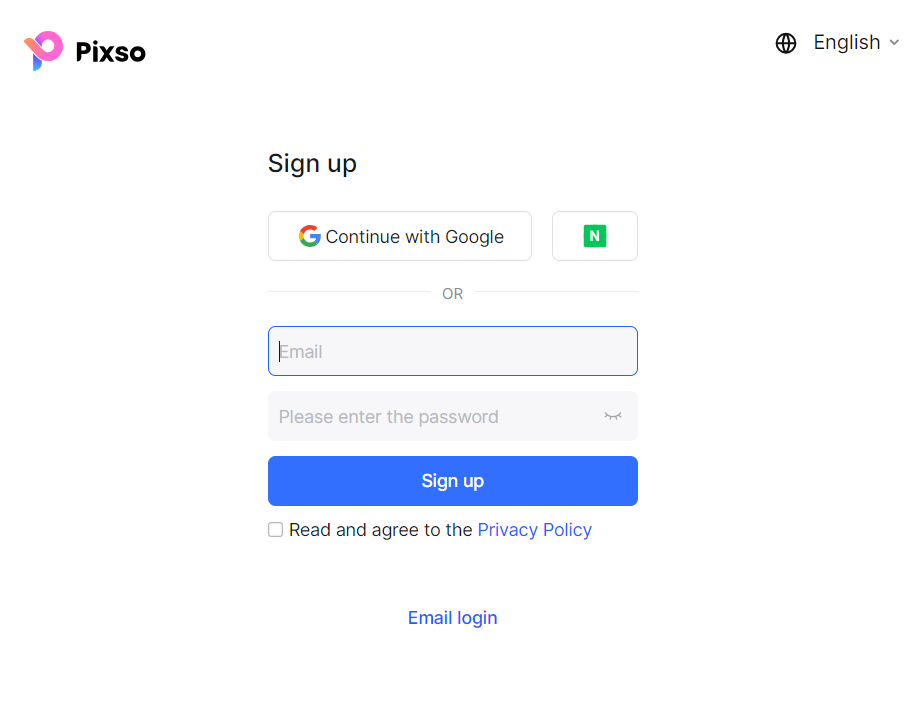 Pixso
English
Sign up
Continue with Google
N
OR
Email
Please enter the password
Sign up
Read and agree to the Privacy Policy
Email login